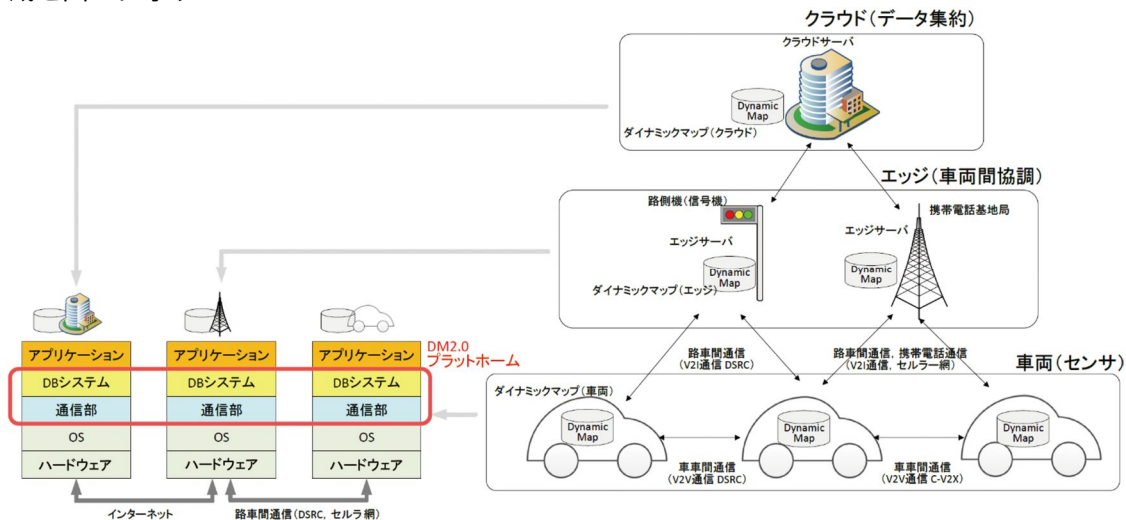 クラウド(データ集約)
クラウドサーバ
Dynamic
Map
ダイナミックマップ(クラウド)
エッジ(車両間協調)
路側機(信号機)
携帯電話基地局
エッジサーバ
エッジサーバ
Dynamic
Map
Dynamic
Map
ダイナミックマップ(エッジ)
路車間通信
(V2I通信 DSRC)
路車間通信, 携帯電話通信
(V2I通信, セルラー網)
車両(センサ)
ダイナミックマップ(車両)
Dynamic
Map
Dynamic
Map
Dynamic
Map
車車間通信
(V2V通信 DSRC)
車車間通信
(V2V通信 C-V2X)
DM2.0
プラットホーム
アプリケーション
アプリケーション
アプリケーション
DBシステム
DBシステム
DBシステム
通信部
通信部
通信部
OS
OS
OS
ハードウェア
ハードウェア
ハードウェア
インターネット
路車間通信(DSRC, セルラ網)